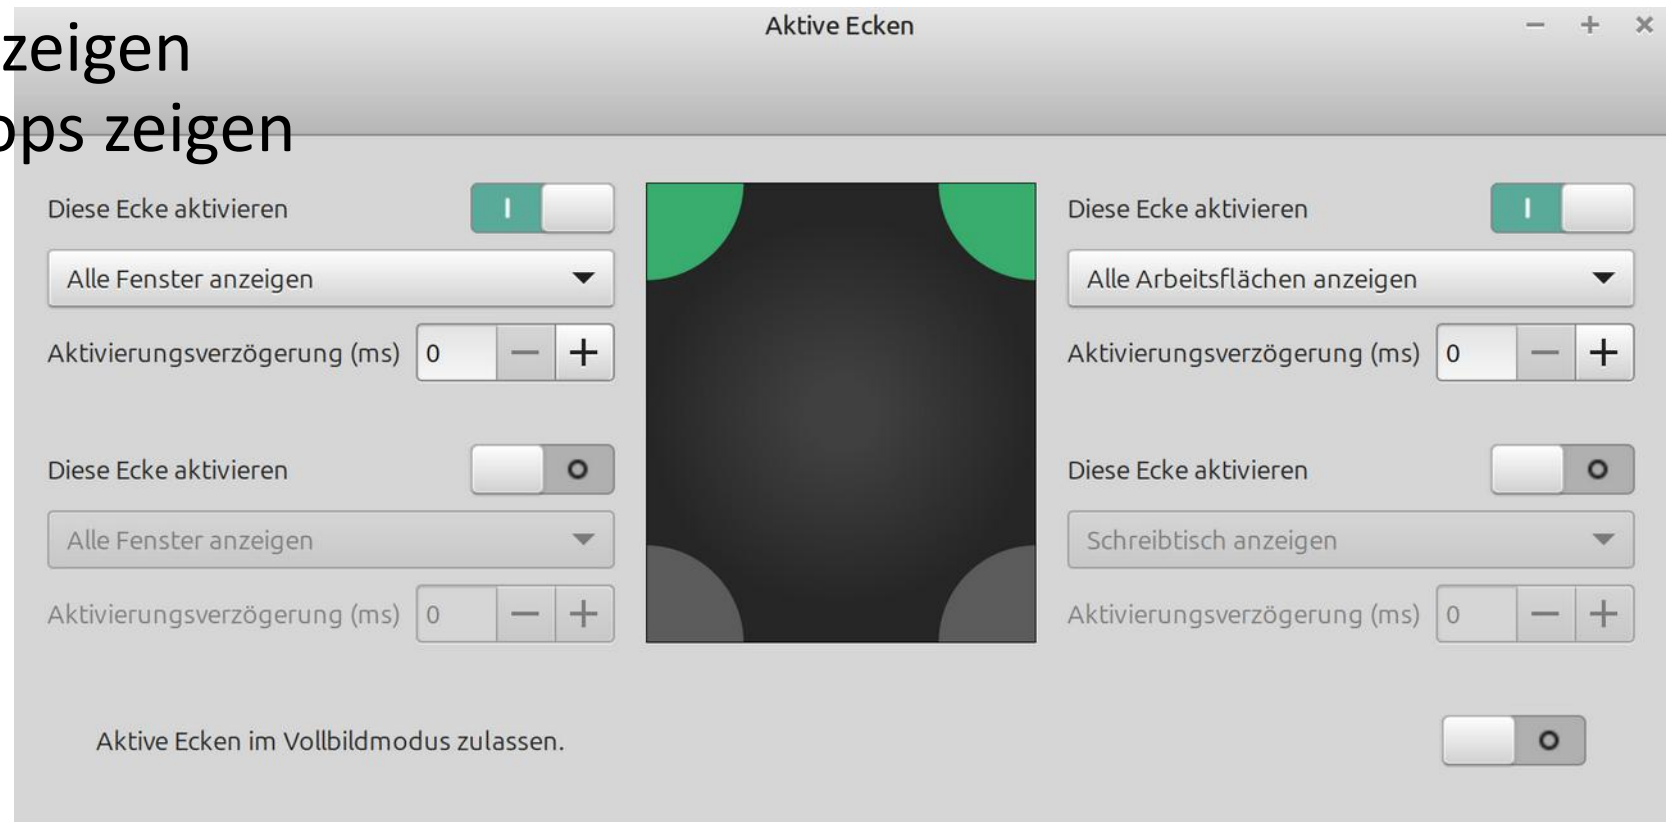 Aktive Ecken
zeigen
zeigen
Diese Ecke aktivieren
Alle Fenster anzeigen
Aktivierungsverzögerung (ms) 0
Diese Ecke aktivieren
Alle Arbeitsflächen anzeigen
Aktivierungsverzögerung (ms) 0
Diese Ecke aktivieren
Alle Fenster anzeigen
Aktivierungsverzögerung (ms) 0
Diese Ecke aktivieren
Schreibtisch anzeigen
Aktivierungsverzögerung (ms) 0
Aktive Ecken im Vollbildmodus zulassen.